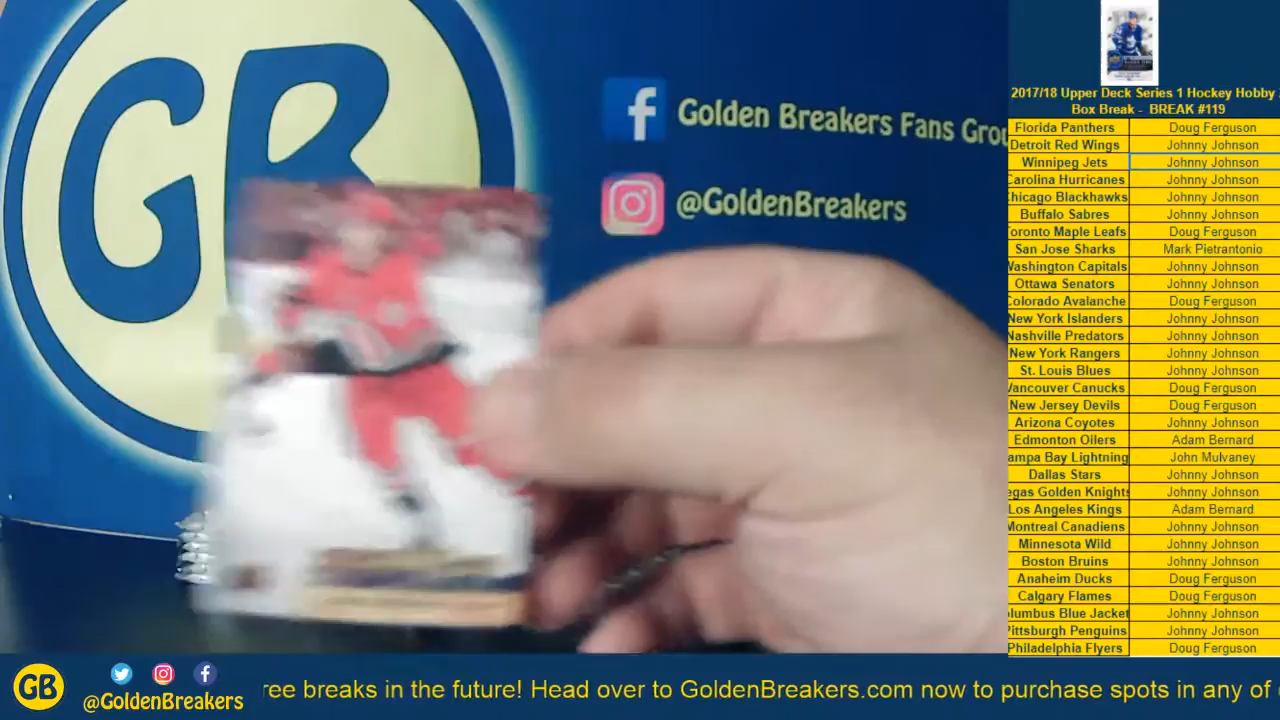 GB
Golden Breakers Fans Grou
@GoldenBreakers
2017/18 Upper Deck Series 1 Hockey Hobby
Box Break - BREAK #119
Florida Panthers Doug Ferguson
Detroit Red Wings Johnny Johnson
Winnipeg Jets Johnny Johnson
Carolina Hurricanes Johnny Johnson
Chicago Blackhawks Johnny Johnson
Buffalo Sabres Johnny Johnson
Toronto Maple Leafs Doug Ferguson
San Jose Sharks Mark Pietrantonio
Washington Capitals Johnny Johnson
Ottawa Senators Johnny Johnson
Colorado Avalanche Doug Ferguson
New York Islanders Johnny Johnson
Nashville Predators Johnny Johnson
New York Rangers Johnny Johnson
St. Louis Blues Johnny Johnson
Vancouver Canucks Doug Ferguson
New Jersey Devils Doug Ferguson
Arizona Coyotes Johnny Johnson
Edmonton Oilers Adam Bernard
ampa Bay Lightning John Mulvaney
Dallas Stars Johnny Johnson
egas Golden Knights Johnny Johnson
Los Angeles Kings Adam Bernard
Montreal Canadiens Johnny Johnson
Minnesota Wild Johnny Johnson
Boston Bruins Johnny Johnson
Anaheim Ducks Doug Ferguson
Calgary Flames Doug Ferguson
olumbus Blue Jacket Johnny Johnson
Pittsburgh Penguins Johnny Johnson
Philadelphia Flyers Doug Ferguson
GB
@GoldenBreakers
ree breaks in the future! Head over to GoldenBreakers.com now to purchase spots in any of